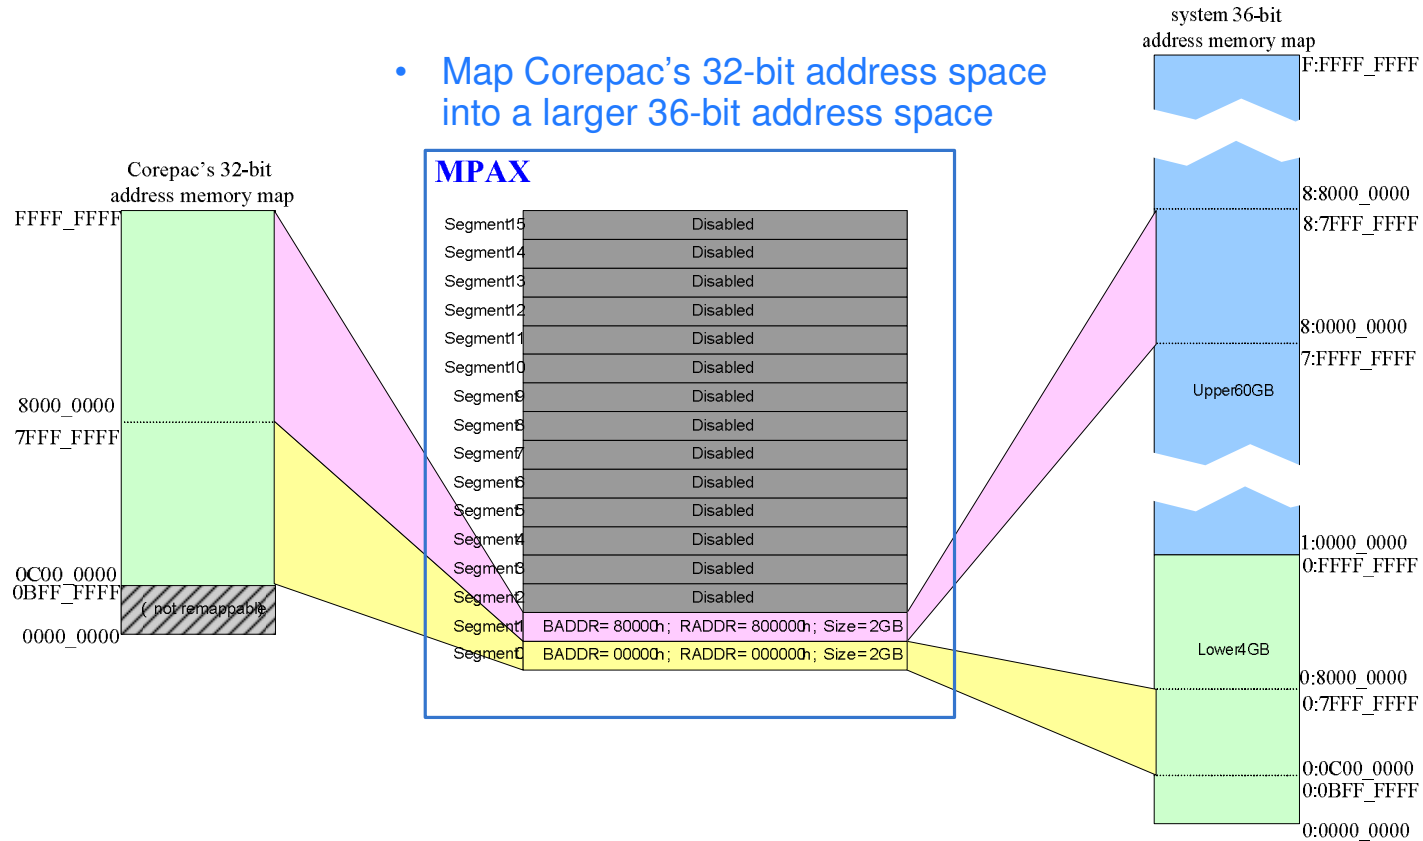 system 36-bit
address memory map
F:FFFF_FFFF
• Map Corepac's 32-bit address space
into a larger 36-bit address space
MPAX
Corepac's 32-bit
address memory map
FFFF_FFFF
8000_0000
7FFF_FFFF
0C00_0000
0BFF_FFFF
( not remappable)
0000_0000
Segment15 Disabled
Segment14 Disabled
Segment13 Disabled
Segment12 Disabled
Segment11 Disabled
Segment10 Disabled
Segment9 Disabled
Segment8 Disabled
Segment7 Disabled
Segment6 Disabled
Segment5 Disabled
Segment4 Disabled
Segment3 Disabled
Segment2 Disabled
Segment1 BADDR= 80000h; RADDR= 800000h; Size=2GB
Segment0 BADDR= 00000h; RADDR= 000000h; Size=2GB
8:8000_0000
8:7FFF_FFFF
8:0000_0000
7:FFFF_FFFF
Upper60GB
1:0000_0000
0:FFFF_FFFF
Lower4GB
0:8000_0000
0:7FFF_FFFF
0:0C00_0000
0:0BFF_FFFF
0:0000_0000